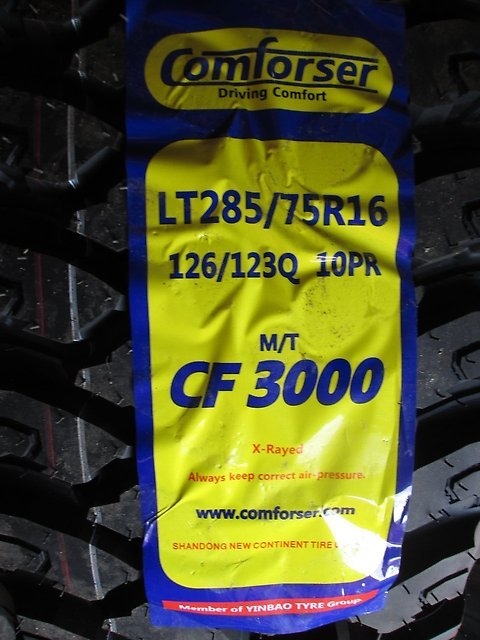 Comforser
Driving Comfort
LT285/75R16
126/123Q 10PR
M/T
CF 3000
X-Rayed
Always keep correct air-pressure.
www.comforser.com
SHANDONG NEW CONTINENT TIRE
Member of YINBAO TYRE Group